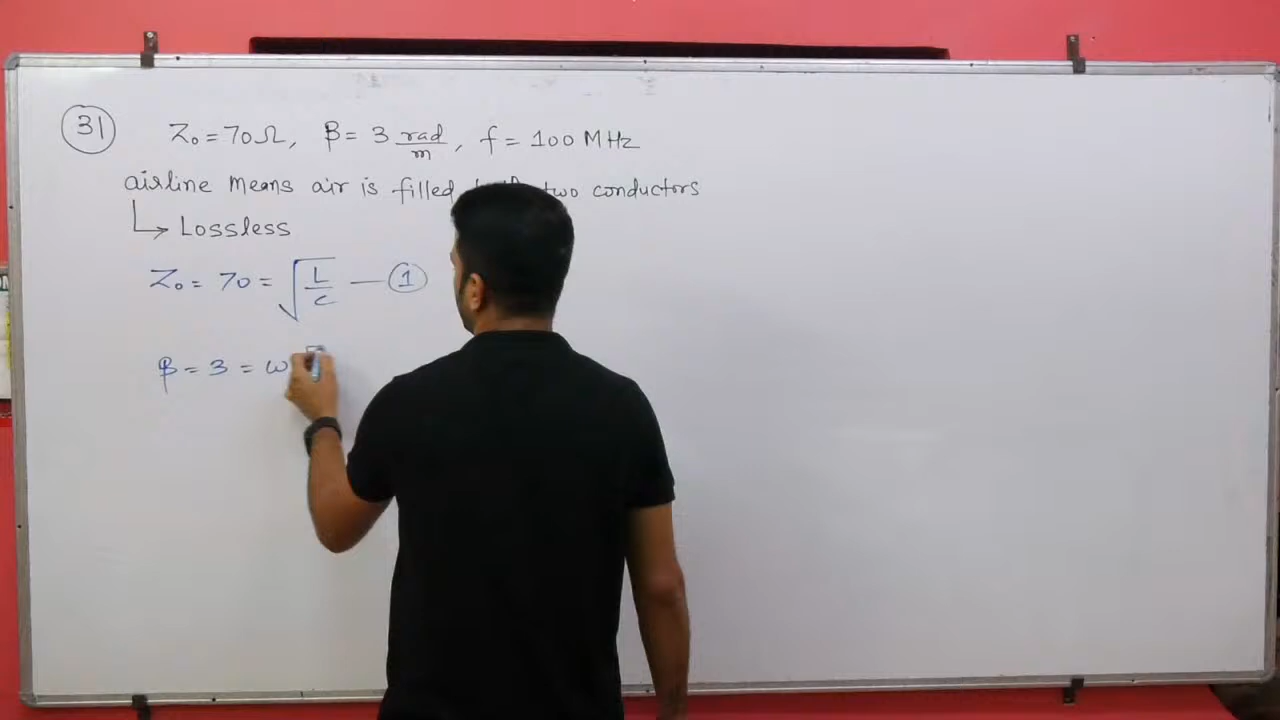 31 Z₀ = 70Ω, β = 3 rad/m, f = 100 MHz
airline means air is filled two conductors
↳ Lossless
Z₀ = 70 = √(L/C) — ①
β = 3 = ω